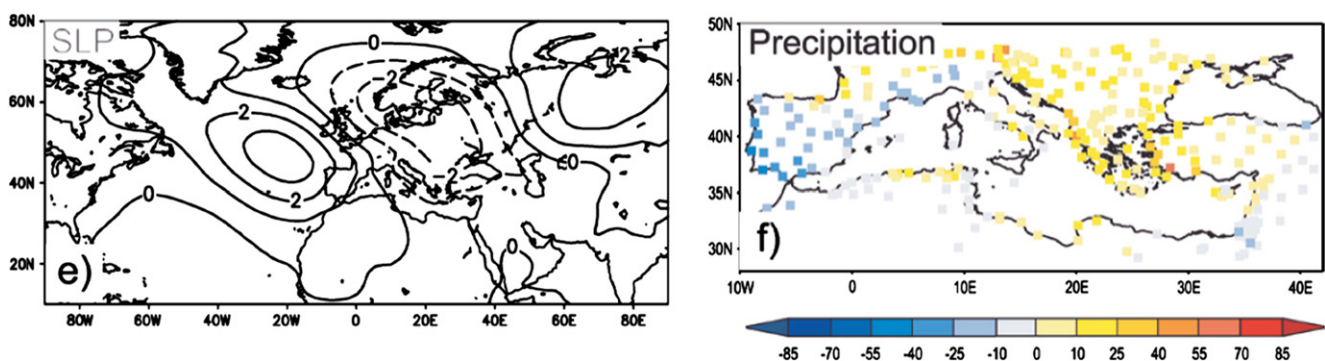 SLP
80N
60N
40N
20N
80W
60W
40W
20W
0
20E
40E
60E
80E
0
-2
2
2
2
-2
0
0
≤0
e)
Precipitation
50N
45N
40N
35N
30N
10W
0
10E
20E
30E
40E
f)
-85
-70
-55
-40
-25
-10
0
10
25
40
55
70
85